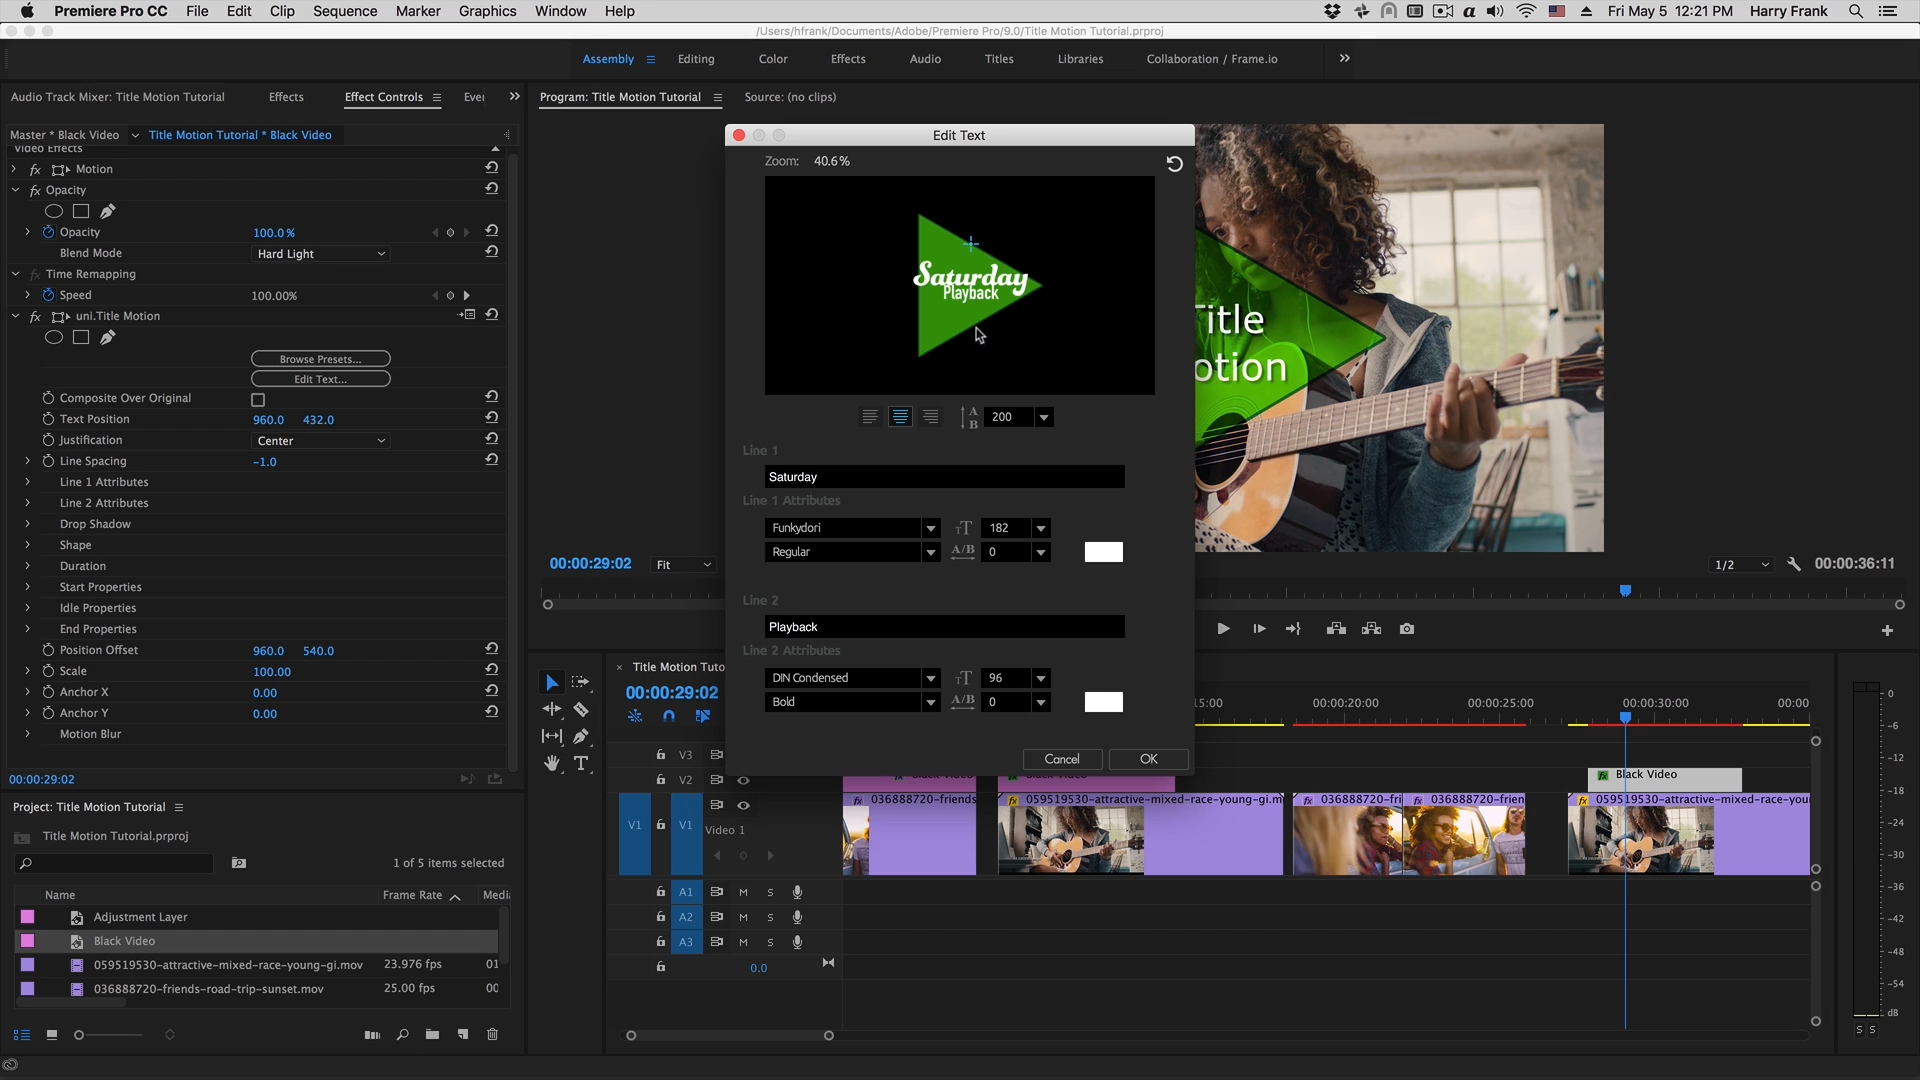 Premiere Pro CC File Edit Clip Sequence Marker Graphics Window Help Fri May 5 12:21 PM Harry Frank
/Users/hfrank/Documents/Adobe/Premiere Pro/9.0/Title Motion Tutorial.prproj
Assembly Editing Color Effects Audio Titles Libraries Collaboration / Frame.io
Audio Track Mixer: Title Motion Tutorial Effects Effect Controls
Program: Title Motion Tutorial Source: (no clips)
Master * Black Video Title Motion Tutorial * Black Video
Video Effects
fx Motion
fx Opacity
Opacity 100.0 %
Blend Mode Hard Light
fx Time Remapping
Speed 100.00%
fx uni.Title Motion
Browse Presets...
Edit Text...
Composite Over Original
Text Position 960.0 432.0
Justification Center
Line Spacing -1.0
Line 1 Attributes
Line 2 Attributes
Drop Shadow
Shape
Duration
Start Properties
Idle Properties
End Properties
Position Offset 960.0 540.0
Scale 100.00
Anchor X 0.00
Anchor Y 0.00
Motion Blur
00:00:29:02
Edit Text
Zoom: 40.6%
Saturday
Playback
A
B
200
Line 1
Saturday
Line 1 Attributes
Funkydori TT 182
Regular A/B 0
Line 2
Playback
Line 2 Attributes
DIN Condensed TT 96
Bold A/B 0
Cancel OK
Title
otion
00:00:29:02 Fit 1/2 00:00:36:11
Project: Title Motion Tutorial
Title Motion Tutorial.prproj
1 of 5 items selected
Name Frame Rate
Adjustment Layer
Black Video
059519530-attractive-mixed-race-young-gi.mov 23.976 fps 01
036888720-friends-road-trip-sunset.mov 25.00 fps
× Title Motion Tuto
00:00:29:02
15:00 00:00:20:00 00:00:25:00 00:00:30:00 00:00
V3
V2 fx Black Video fx Black Video fx Black Video
fx 036888720-friends fx 059519530-attractive-mixed-race-young-gi.m fx 036888720-fri fx 036888720-frien fx 059519530-attractive-mixed-race-you
V1 V1 Video 1
A1 M S
A2 M S
A3 M S
0.0
T
0
-6
-12
-18
-24
-30
-36
-42
-48
-54
dB
S S